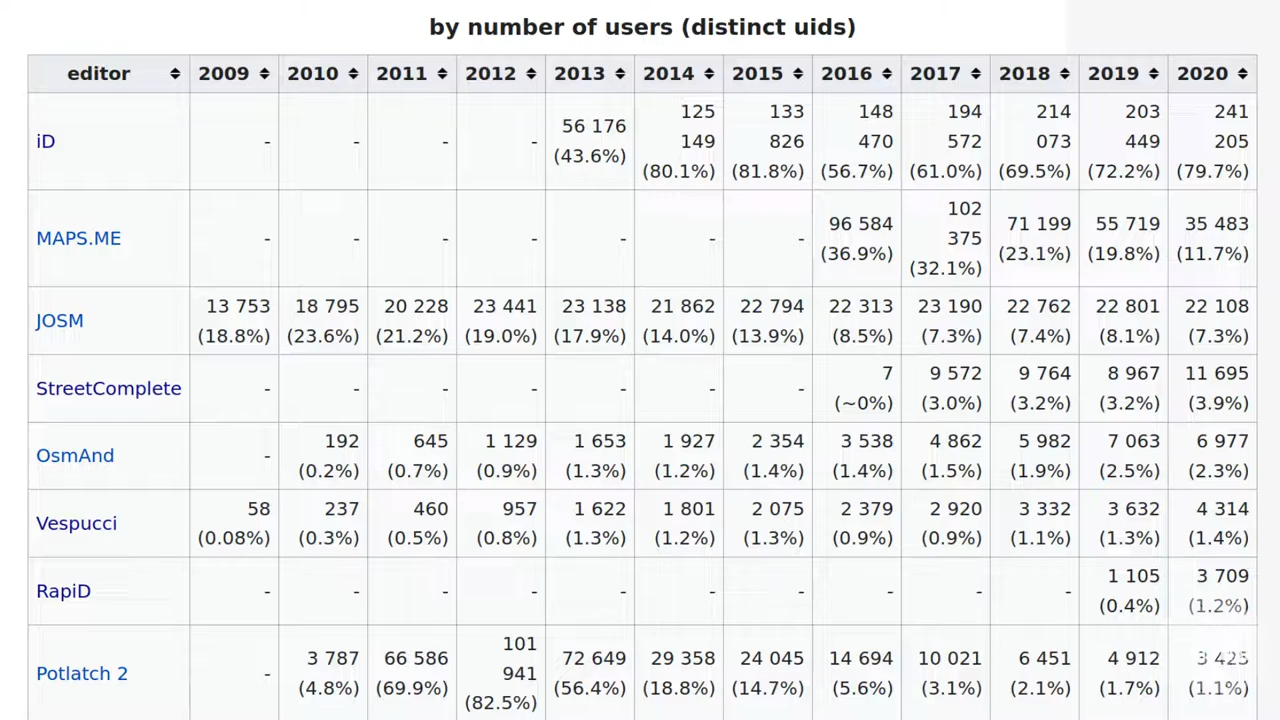 by number of users (distinct uids)
editor 2009 2010 2011 2012 2013 2014 2015 2016 2017 2018 2019 2020
iD - - - - 56 176 (43.6%) 125 149 (80.1%) 133 826 (81.8%) 148 470 (56.7%) 194 572 (61.0%) 214 073 (69.5%) 203 449 (72.2%) 241 205 (79.7%)
MAPS.ME - - - - - - - 96 584 (36.9%) 102 375 (32.1%) 71 199 (23.1%) 55 719 (19.8%) 35 483 (11.7%)
JOSM 13 753 (18.8%) 18 795 (23.6%) 20 228 (21.2%) 23 441 (19.0%) 23 138 (17.9%) 21 862 (14.0%) 22 794 (13.9%) 22 313 (8.5%) 23 190 (7.3%) 22 762 (7.4%) 22 801 (8.1%) 22 108 (7.3%)
StreetComplete - - - - - - - 7 (~0%) 9 572 (3.0%) 9 764 (3.2%) 8 967 (3.2%) 11 695 (3.9%)
OsmAnd - 192 (0.2%) 645 (0.7%) 1 129 (0.9%) 1 653 (1.3%) 1 927 (1.2%) 2 354 (1.4%) 3 538 (1.4%) 4 862 (1.5%) 5 982 (1.9%) 7 063 (2.5%) 6 977 (2.3%)
Vespucci 58 (0.08%) 237 (0.3%) 460 (0.5%) 957 (0.8%) 1 622 (1.3%) 1 801 (1.2%) 2 075 (1.3%) 2 379 (0.9%) 2 920 (0.9%) 3 332 (1.1%) 3 632 (1.3%) 4 314 (1.4%)
RapiD - - - - - - - - - - 1 105 (0.4%) 3 709 (1.2%)
Potlatch 2 - 3 787 (4.8%) 66 586 (69.9%) 101 941 (82.5%) 72 649 (56.4%) 29 358 (18.8%) 24 045 (14.7%) 14 694 (5.6%) 10 021 (3.1%) 6 451 (2.1%) 4 912 (1.7%) 3 423 (1.1%)